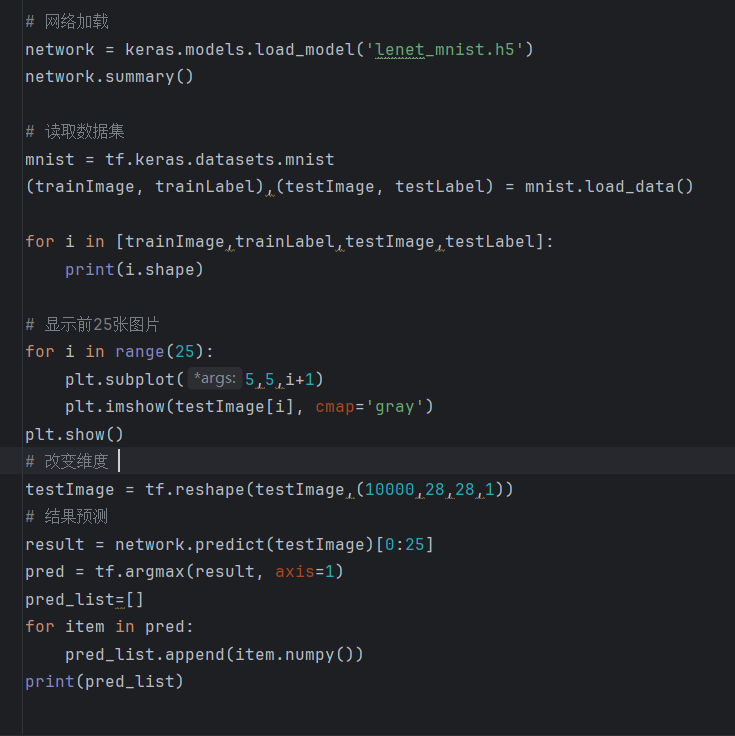 # 网络加载
network = keras.models.load_model('lenet_mnist.h5')
network.summary()
# 读取数据集
mnist = tf.keras.datasets.mnist
(trainImage, trainLabel),(testImage, testLabel) = mnist.load_data()
for i in [trainImage,trainLabel,testImage,testLabel]:
    print(i.shape)
# 显示前25张图片
for i in range(25):
    plt.subplot( *args: 5,5,i+1)
    plt.imshow(testImage[i], cmap='gray')
plt.show()
# 改变维度
testImage = tf.reshape(testImage,(10000,28,28,1))
# 结果预测
result = network.predict(testImage)[0:25]
pred = tf.argmax(result, axis=1)
pred_list=[]
for item in pred:
    pred_list.append(item.numpy())
print(pred_list)